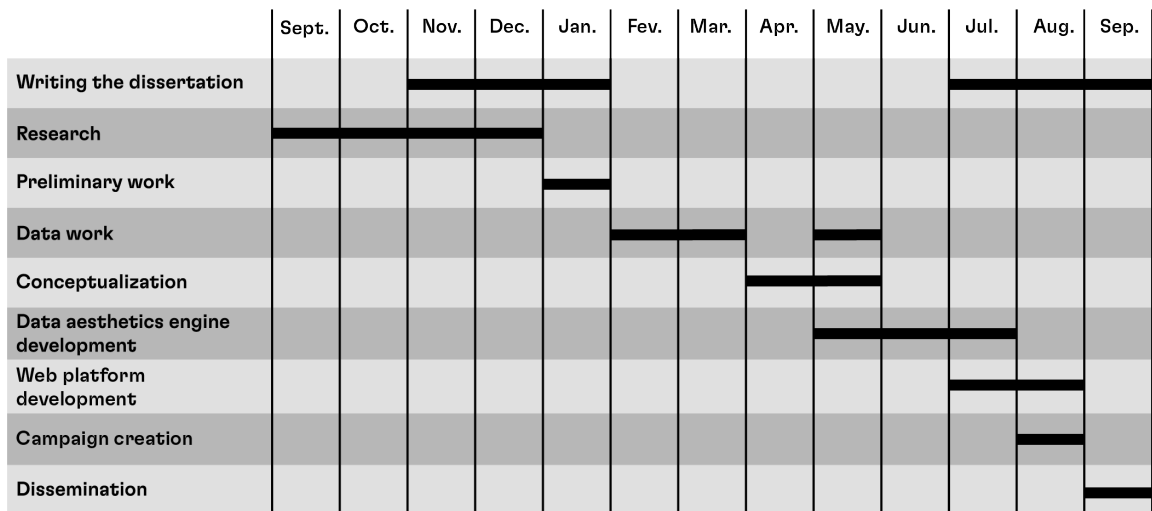 Sept. Oct. Nov. Dec. Jan. Fev. Mar. Apr. May. Jun. Jul. Aug. Sep.
Writing the dissertation
Research
Preliminary work
Data work
Conceptualization
Data aesthetics engine
development
Web platform
development
Campaign creation
Dissemination